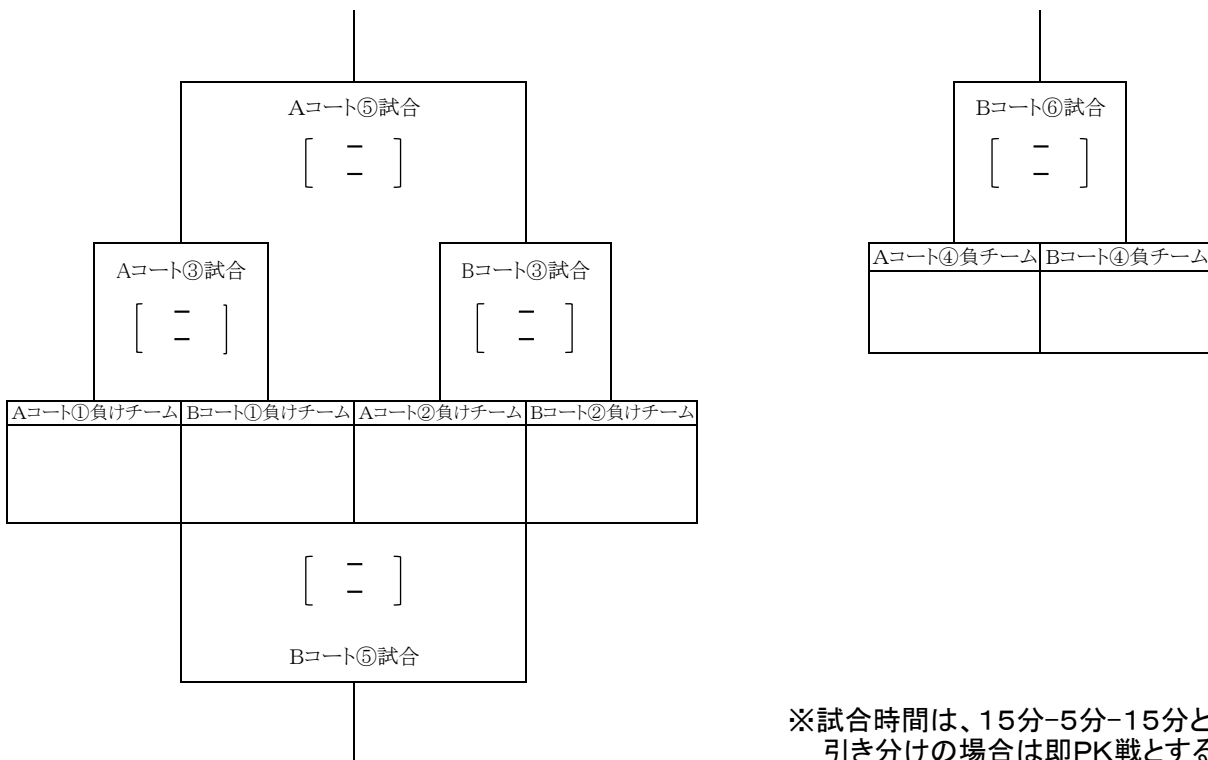 Aコート⑤試合
[ － ]
[ － ]
Aコート③試合
[ － ]
[ － ]
Bコート③試合
[ － ]
[ － ]
Aコート①負けチーム Bコート①負けチーム Aコート②負けチーム Bコート②負けチーム
[ － ]
[ － ]
Bコート⑤試合
Bコート⑥試合
[ － ]
[ － ]
Aコート④負チーム Bコート④負チーム
※試合時間は、15分-5分-15分と
引き分けの場合は即PK戦とする